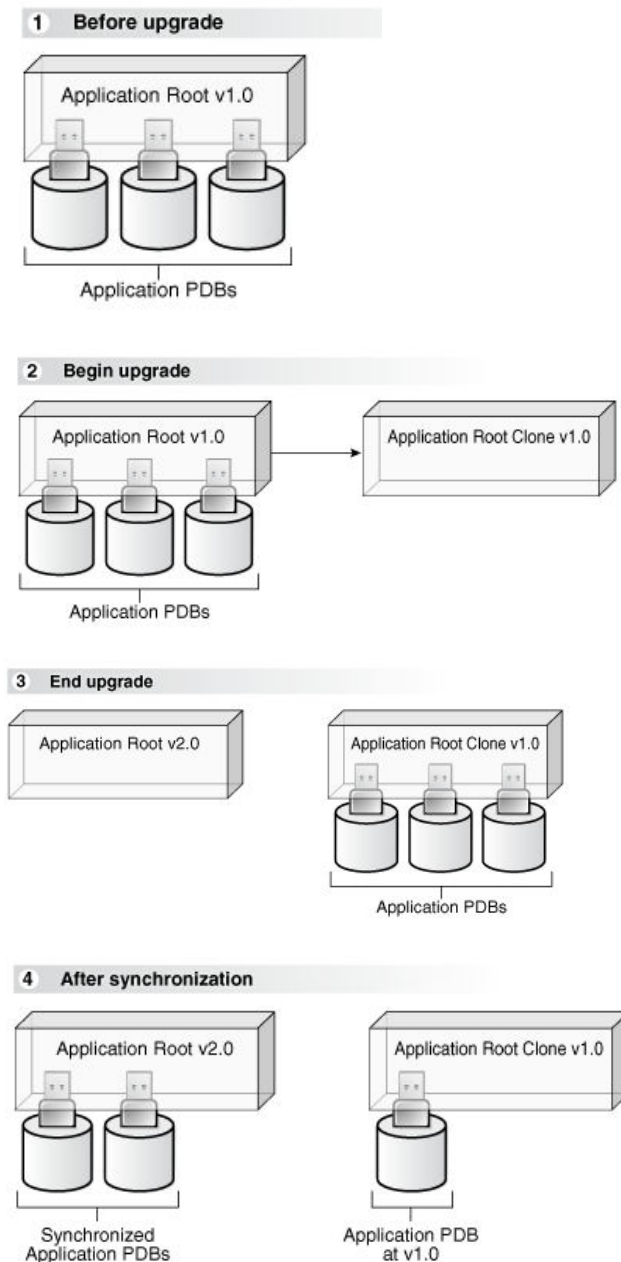 1 Before upgrade
Application Root v1.0
Application PDBs
2 Begin upgrade
Application Root v1.0
Application Root Clone v1.0
Application PDBs
3 End upgrade
Application Root v2.0
Application Root Clone v1.0
Application PDBs
4 After synchronization
Application Root v2.0
Application Root Clone v1.0
Synchronized
Application PDBs
Application PDB
at v1.0